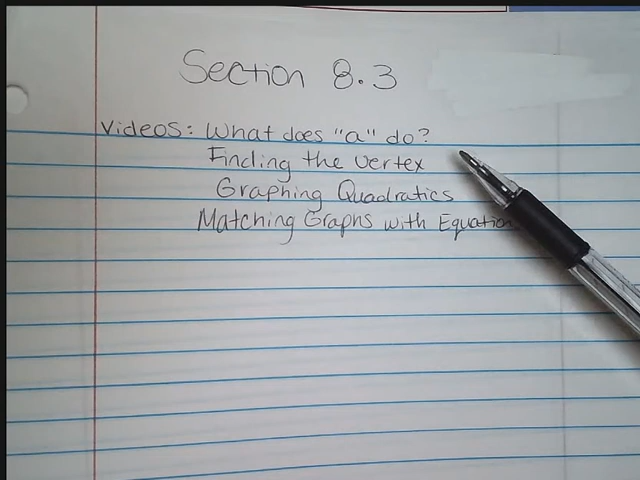 Section 8.3
Videos: What does "a" do?
Finding the vertex
Graphing Quadratics
Matching Graphs with Equation